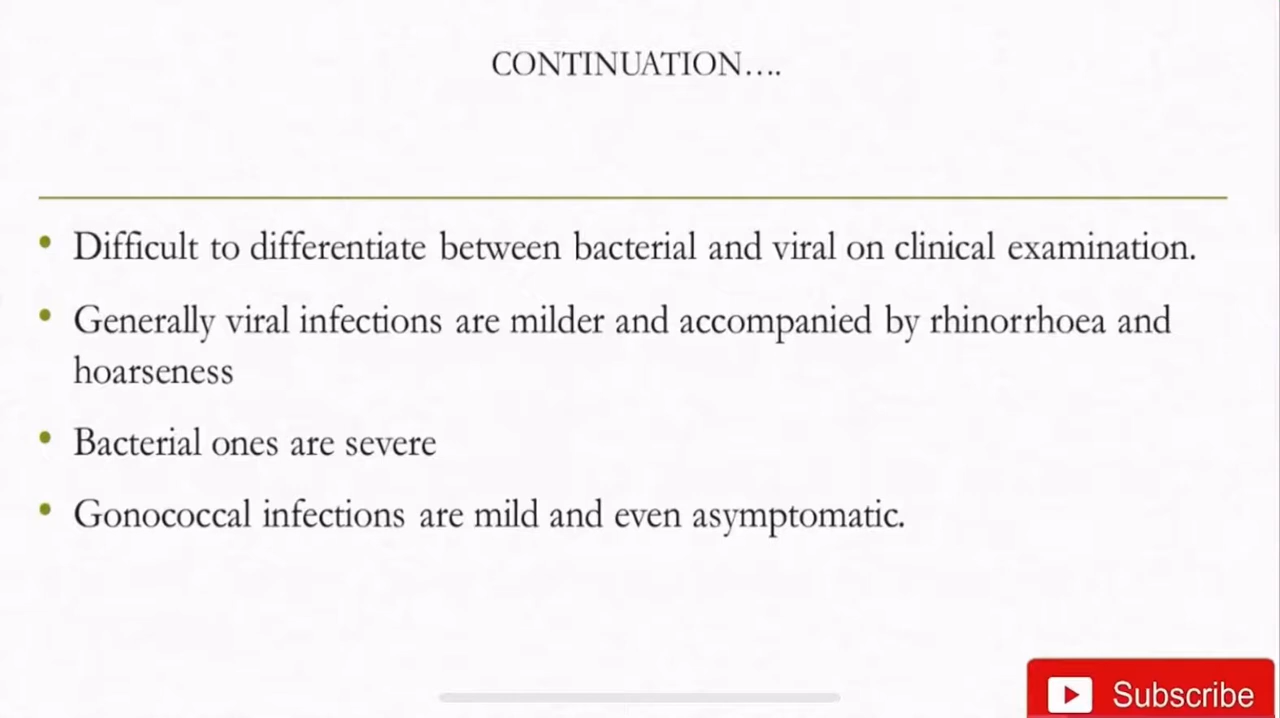 CONTINUATION....
• Difficult to differentiate between bacterial and viral on clinical examination.
• Generally viral infections are milder and accompanied by rhinorrhoea and
hoarseness
• Bacterial ones are severe
• Gonococcal infections are mild and even asymptomatic.
Subscribe